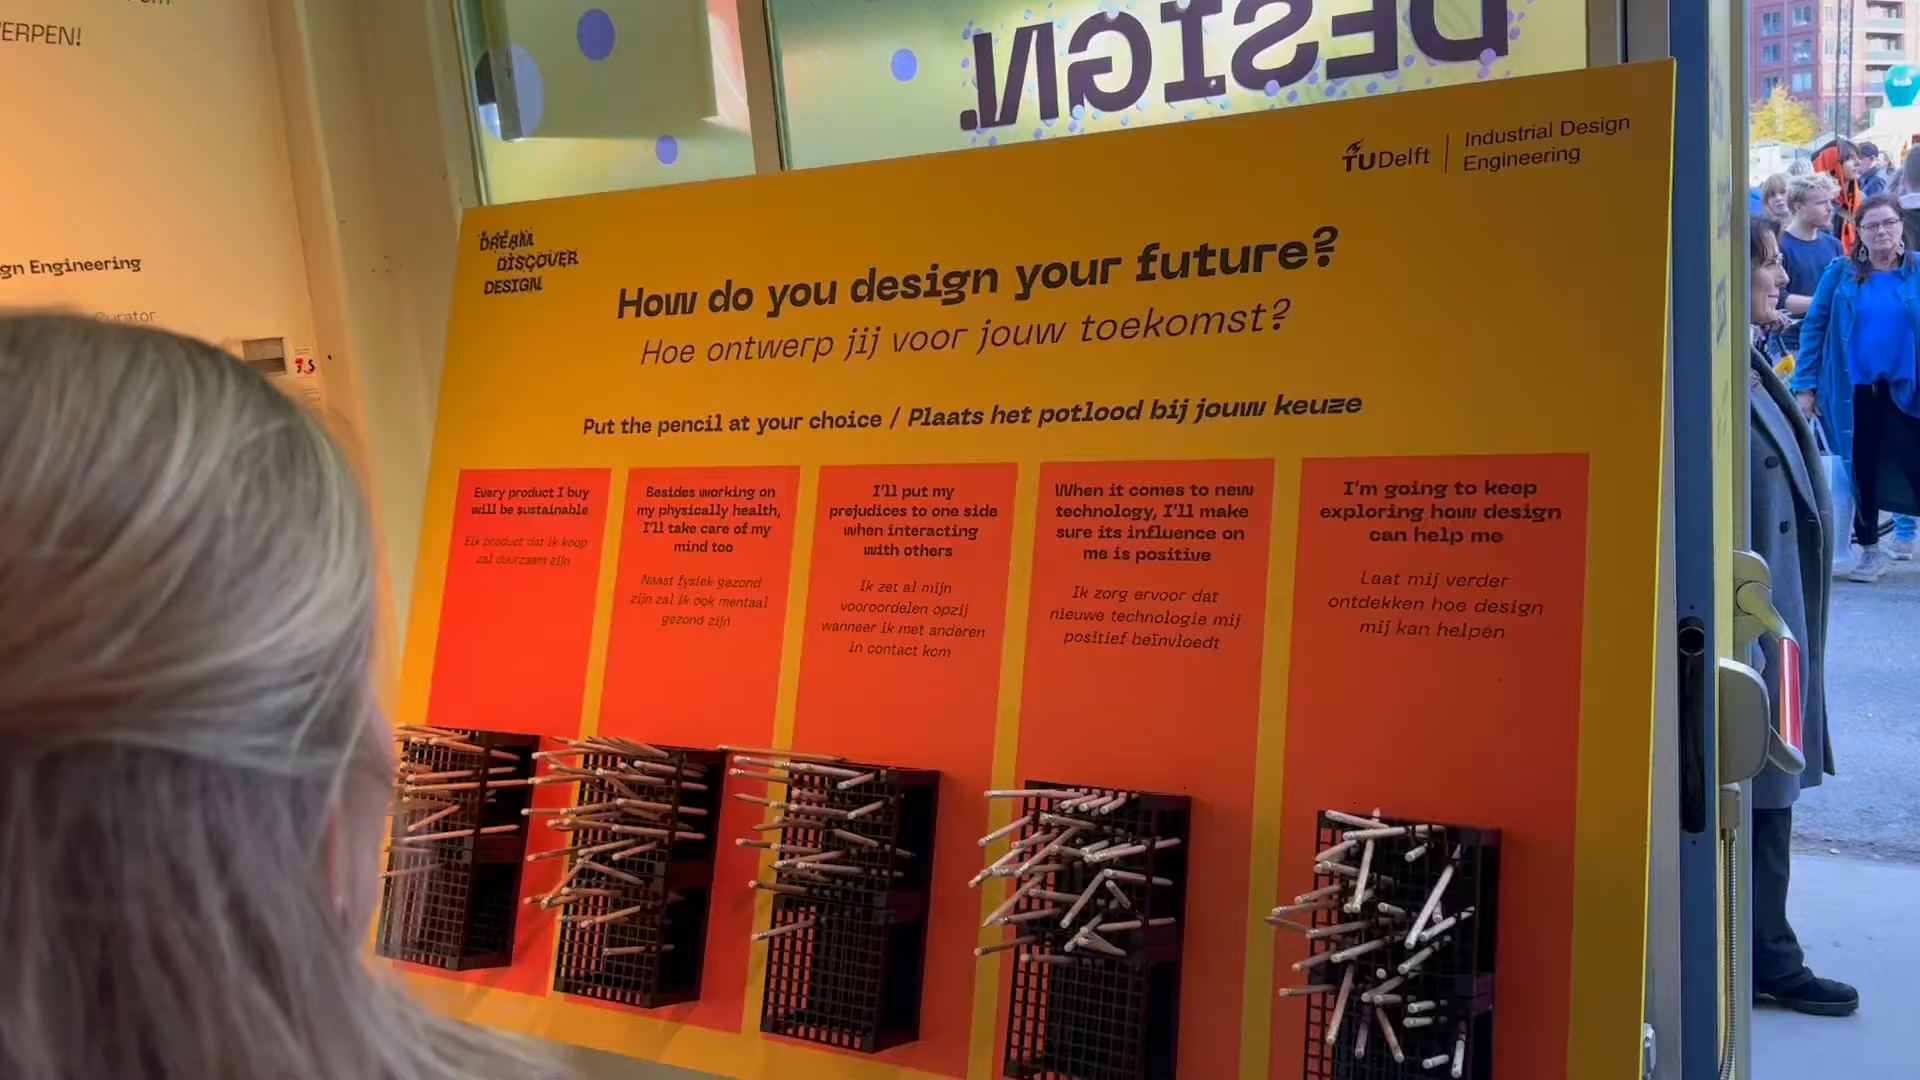 ERPEN!
gn Engineering
Curator
DESIGN.
TU Delft
Industrial Design
Engineering
DREAM
DISCOVER
DESIGN
How do you design your future?
Hoe ontwerp jij voor jouw toekomst?
Put the pencil at your choice / Plaats het potlood bij jouw keuze
Every product I buy
will be sustainable
Elk product dat ik koop
zal duurzaam zijn
Besides working on
my physically health,
I'll take care of my
mind too
Naast fysiek gezond
zijn zal ik ook mentaal
gezond zijn
I'll put my
prejudices to one side
when interacting
with others
Ik zet al mijn
vooroordelen opzij
wanneer ik met anderen
in contact kom
When it comes to new
technology, I'll make
sure its influence on
me is positive
Ik zorg ervoor dat
nieuwe technologie mij
positief beïnvloedt
I'm going to keep
exploring how design
can help me
Laat mij verder
ontdekken hoe design
mij kan helpen